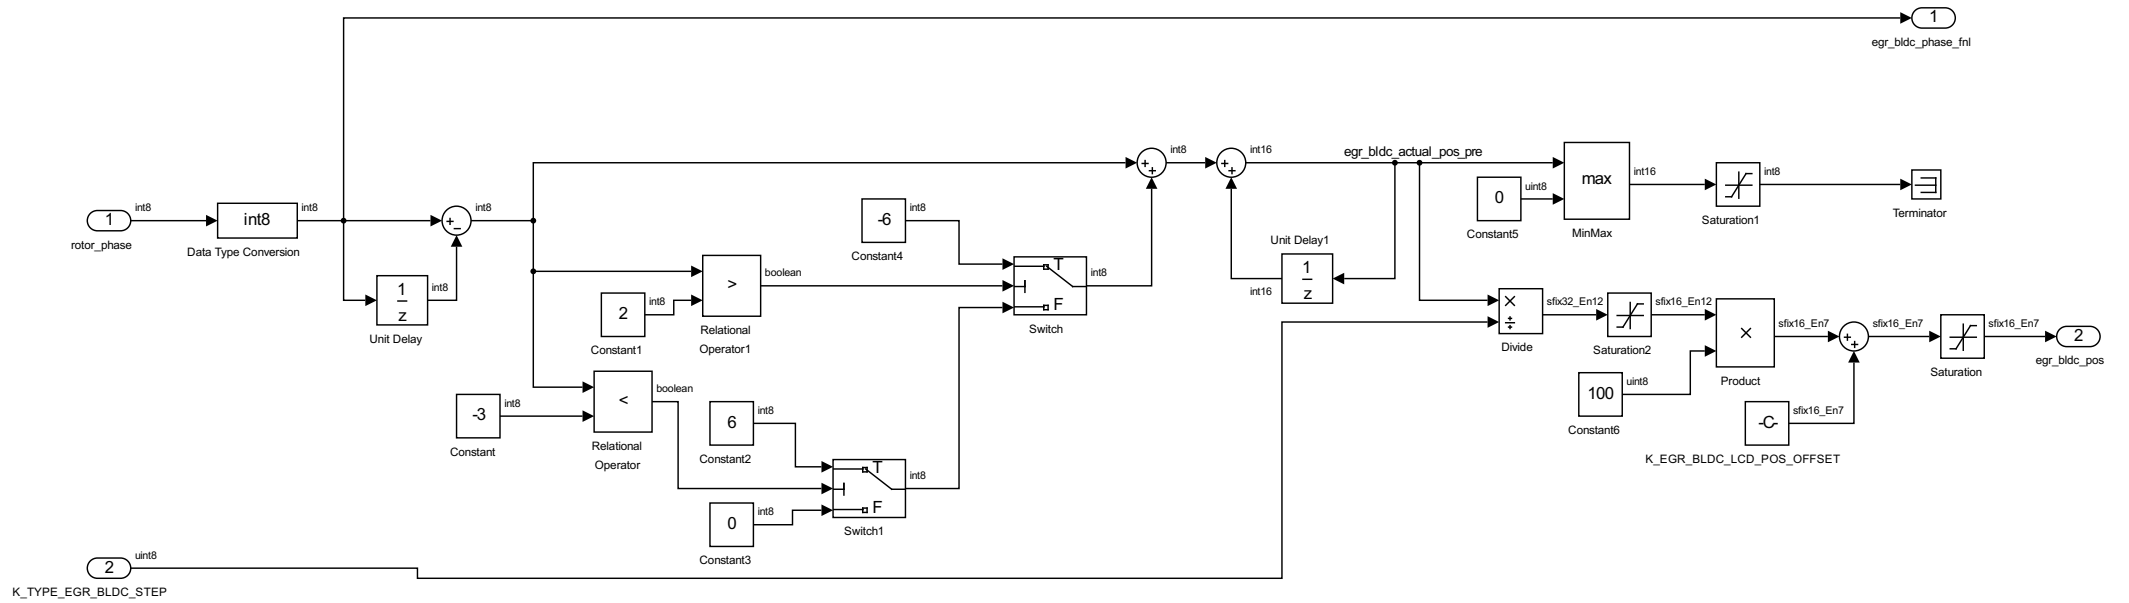 1
egr_bldc_phase_fnl
egr_bldc_actual_pos_pre
int8
int16
1
int8
rotor_phase
int8
int8
Data Type Conversion
int8
+
−
1
z
int8
Unit Delay
+
+
+
+
-6
int8
Constant4
>
boolean
Relational
Operator1
2
int8
Constant1
T
F
int8
Switch
Unit Delay1
1
z
int16
0
uint8
Constant5
max
int16
MinMax
int8
Saturation1
Terminator
×
÷
sfix32_En12
Divide
sfix16_En12
Saturation2
×
sfix16_En7
Product
100
uint8
Constant6
+
+
sfix16_En7
sfix16_En7
Saturation
2
egr_bldc_pos
-C-
sfix16_En7
K_EGR_BLDC_LCD_POS_OFFSET
-3
int8
Constant
<
boolean
Relational
Operator
6
int8
Constant2
0
int8
Constant3
T
F
int8
Switch1
2
uint8
K_TYPE_EGR_BLDC_STEP